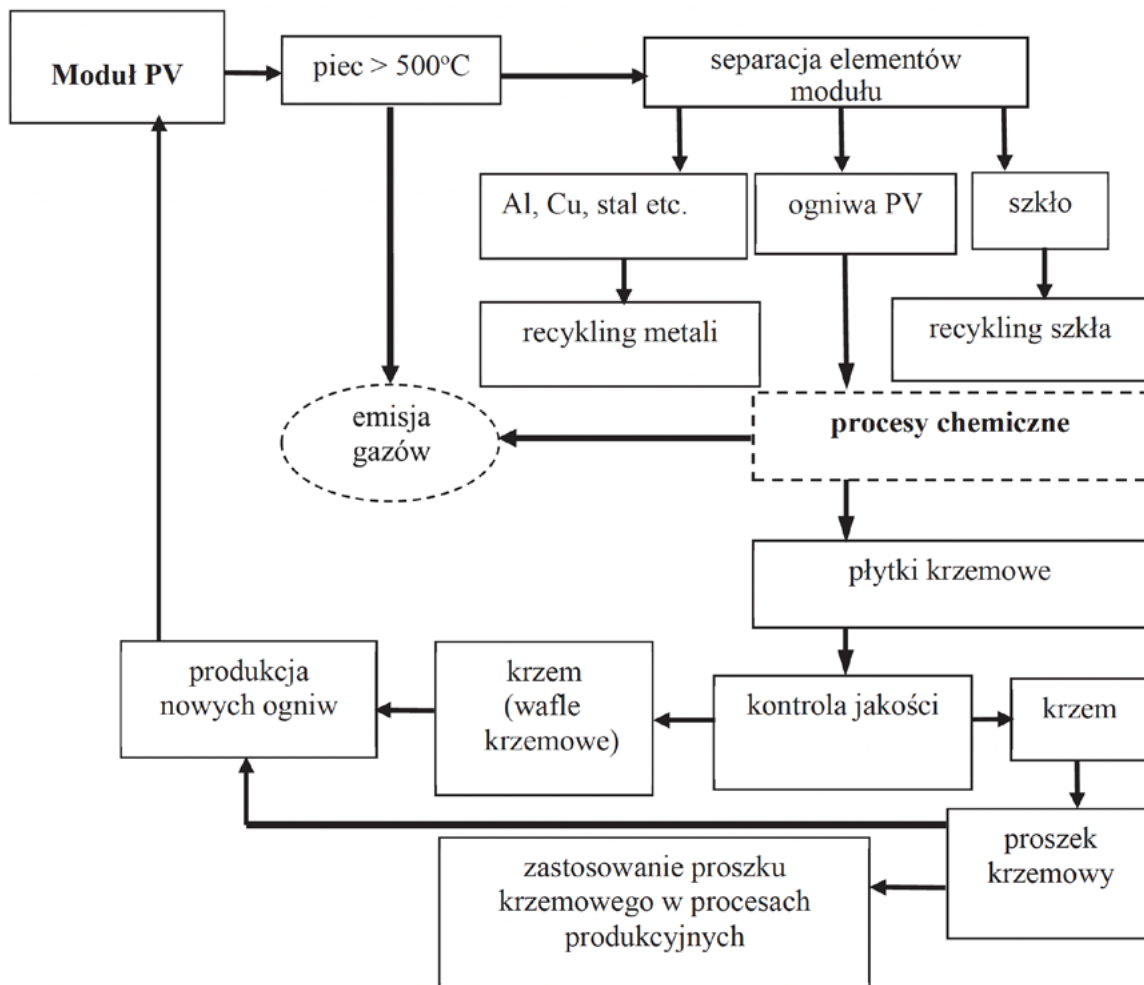 Moduł PV
piec > 500°C
separacja elementów
modułu
Al, Cu, stal etc.
ogniwa PV
szkło
recykling metali
recykling szkła
emisja
gazów
procesy chemiczne
płytki krzemowe
produkcja
nowych ogniw
krzem
(wafle
krzemowe)
kontrola jakości
krzem
proszek
krzemowy
zastosowanie proszku
krzemowego w procesach
produkcyjnych